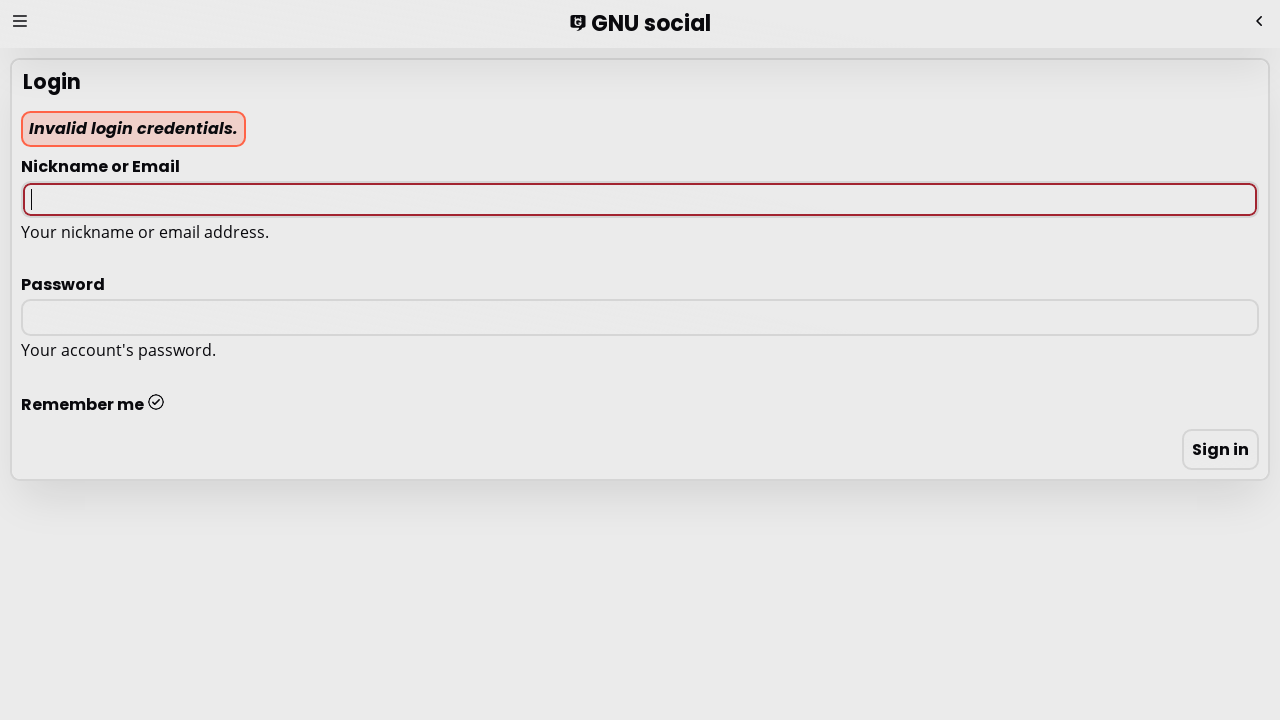 GNU social
Login
Invalid login credentials.
Nickname or Email
Your nickname or email address.
Password
Your account's password.
Remember me
Sign in